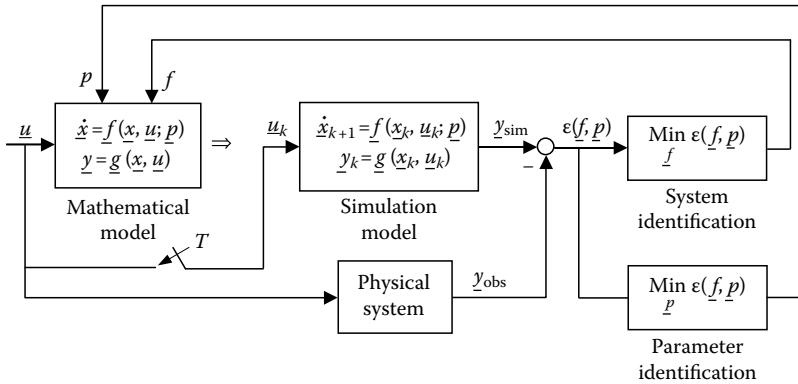 p
f
u
ẋ = f(x, u; p)
y = g(x, u)
⇒
Mathematical
model
u_k
ẋ_{k+1} = f(x_k, u_k; p)
y_k = g(x_k, u_k)
Simulation
model
y_sim
−
ε(f, p)
Min ε(f, p)
f
System
identification
T
Physical
system
y_obs
Min ε(f, p)
p
Parameter
identification